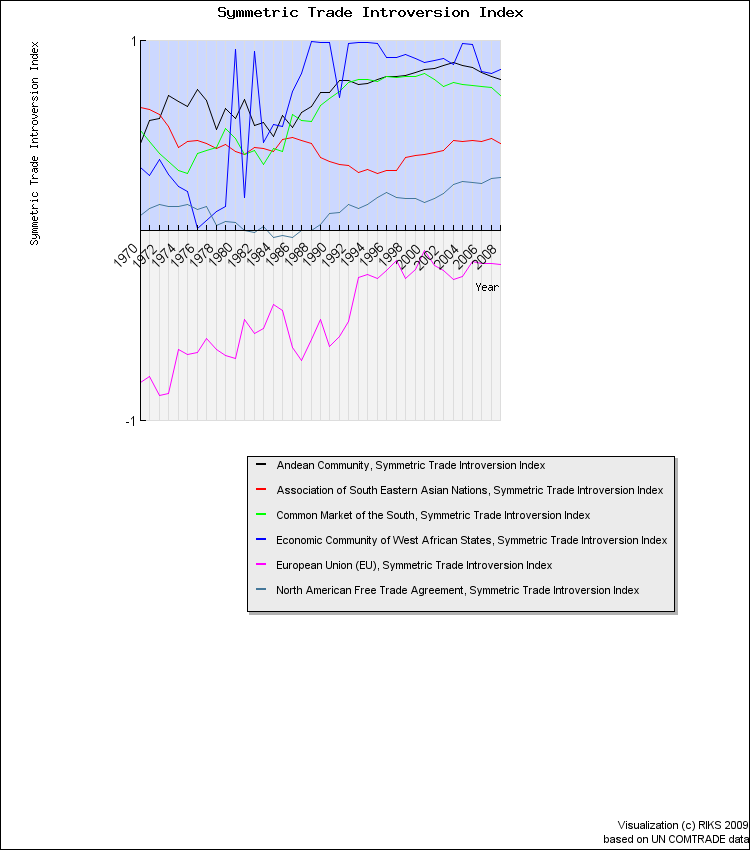 Symmetric Trade Introversion Index
Symmetric Trade Introversion Index
1
-1
1970
1972
1974
1976
1978
1980
1982
1984
1986
1988
1990
1992
1994
1996
1998
2000
2002
2004
2006
2008
Year
Andean Community, Symmetric Trade Introversion Index
Association of South Eastern Asian Nations, Symmetric Trade Introversion Index
Common Market of the South, Symmetric Trade Introversion Index
Economic Community of West African States, Symmetric Trade Introversion Index
European Union (EU), Symmetric Trade Introversion Index
North American Free Trade Agreement, Symmetric Trade Introversion Index
Visualization (c) RIKS 2009
based on UN COMTRADE data